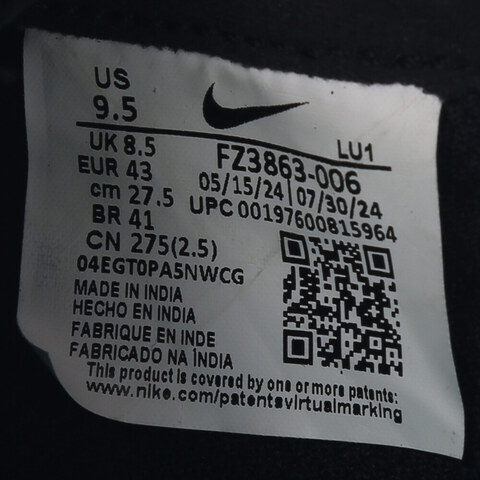 US
9.5
LU1
UK 8.5
FZ3863-006
EUR 43
05/15/24|07/30/24
cm 27.5
UPC 00197600815964
BR 41
CN 275(2.5)
04EGT0PA5NWCG
MADE IN INDIA
HECHO EN INDIA
FABRIQUE EN INDE
FABRICADO NA ÍNDIA
This product is covered by one or more patents:
www.nike.com/patentsvirtualmarking